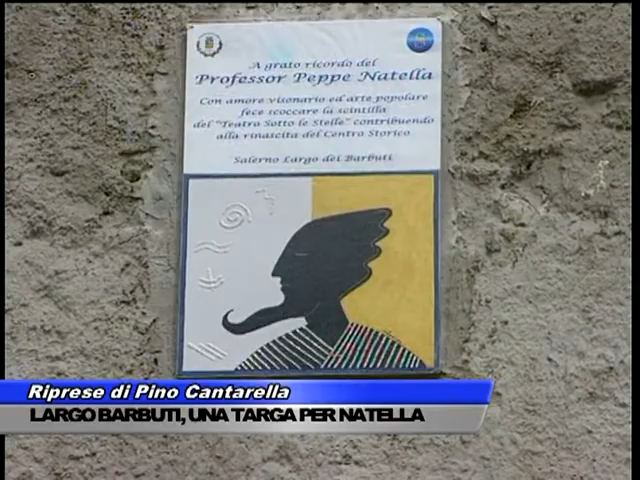 A grato ricordo del
Professor Peppe Natella
Con amore visionario ed arte popolare
fece scoccare la scintilla
del "Teatro Sotto le Stelle" contribuendo
alla rinascita del Centro Storico
Salerno Largo dei Barbuti
Riprese di Pino Cantarella
LARGO BARBUTI, UNA TARGA PER NATELLA